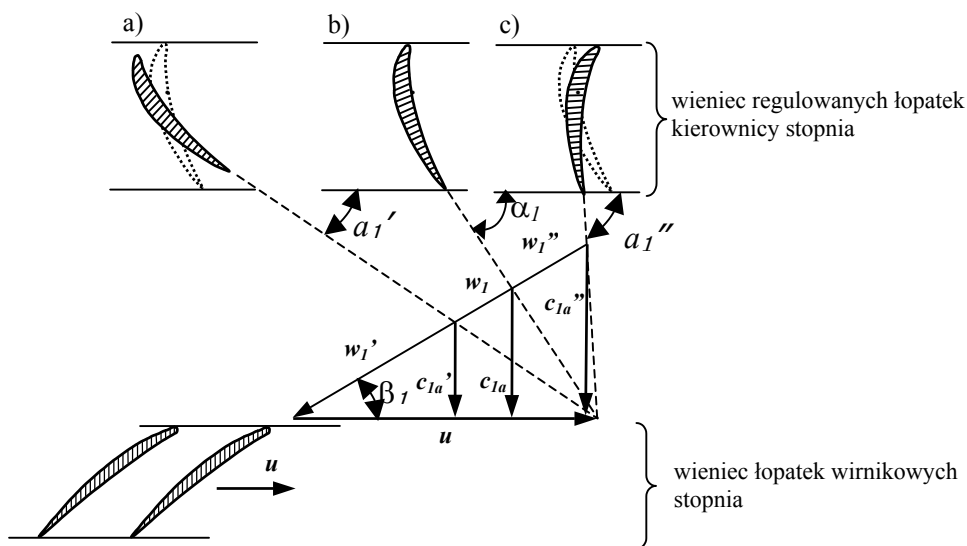 a)
b)
c)
wieniec regulowanych łopatek
kierownicy stopnia
a₁′
α₁
a₁″
w₁”
w₁
c₁ₐ”
w₁’
β₁
c₁ₐ’
c₁ₐ
u
u
wieniec łopatek wirnikowych
stopnia